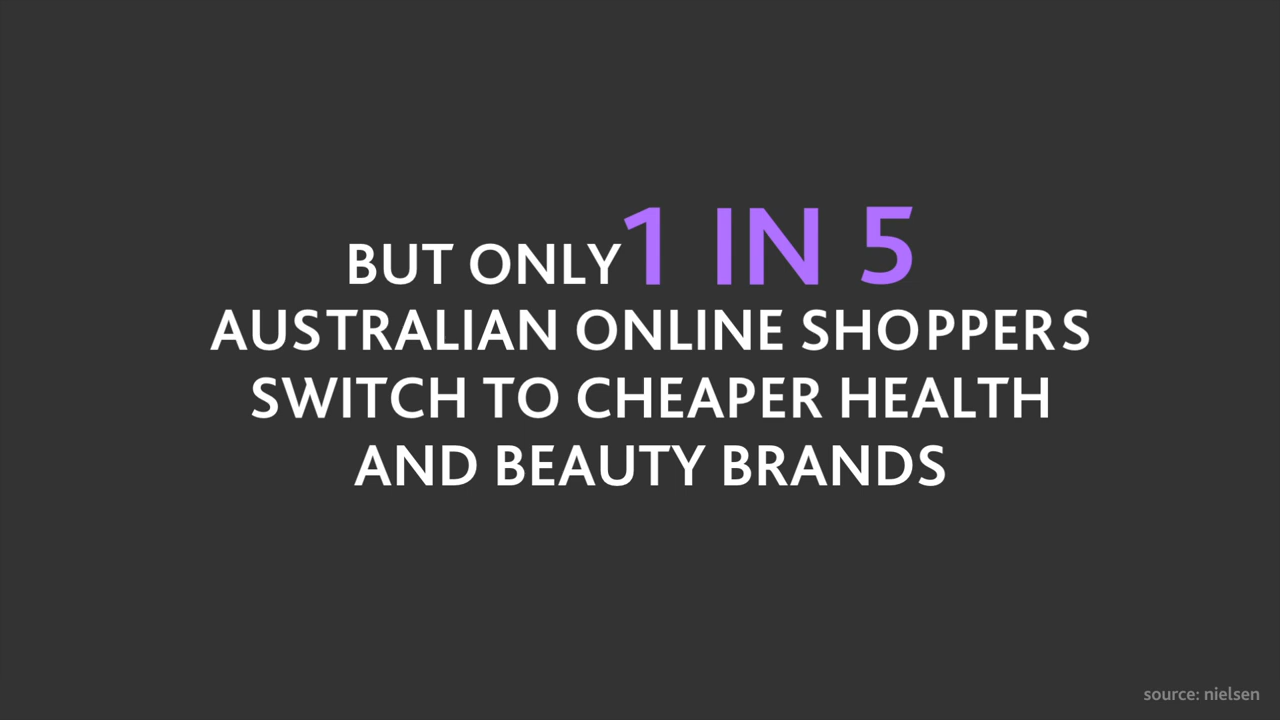 BUT ONLY 1 IN 5
AUSTRALIAN ONLINE SHOPPERS
SWITCH TO CHEAPER HEALTH
AND BEAUTY BRANDS
source: nielsen